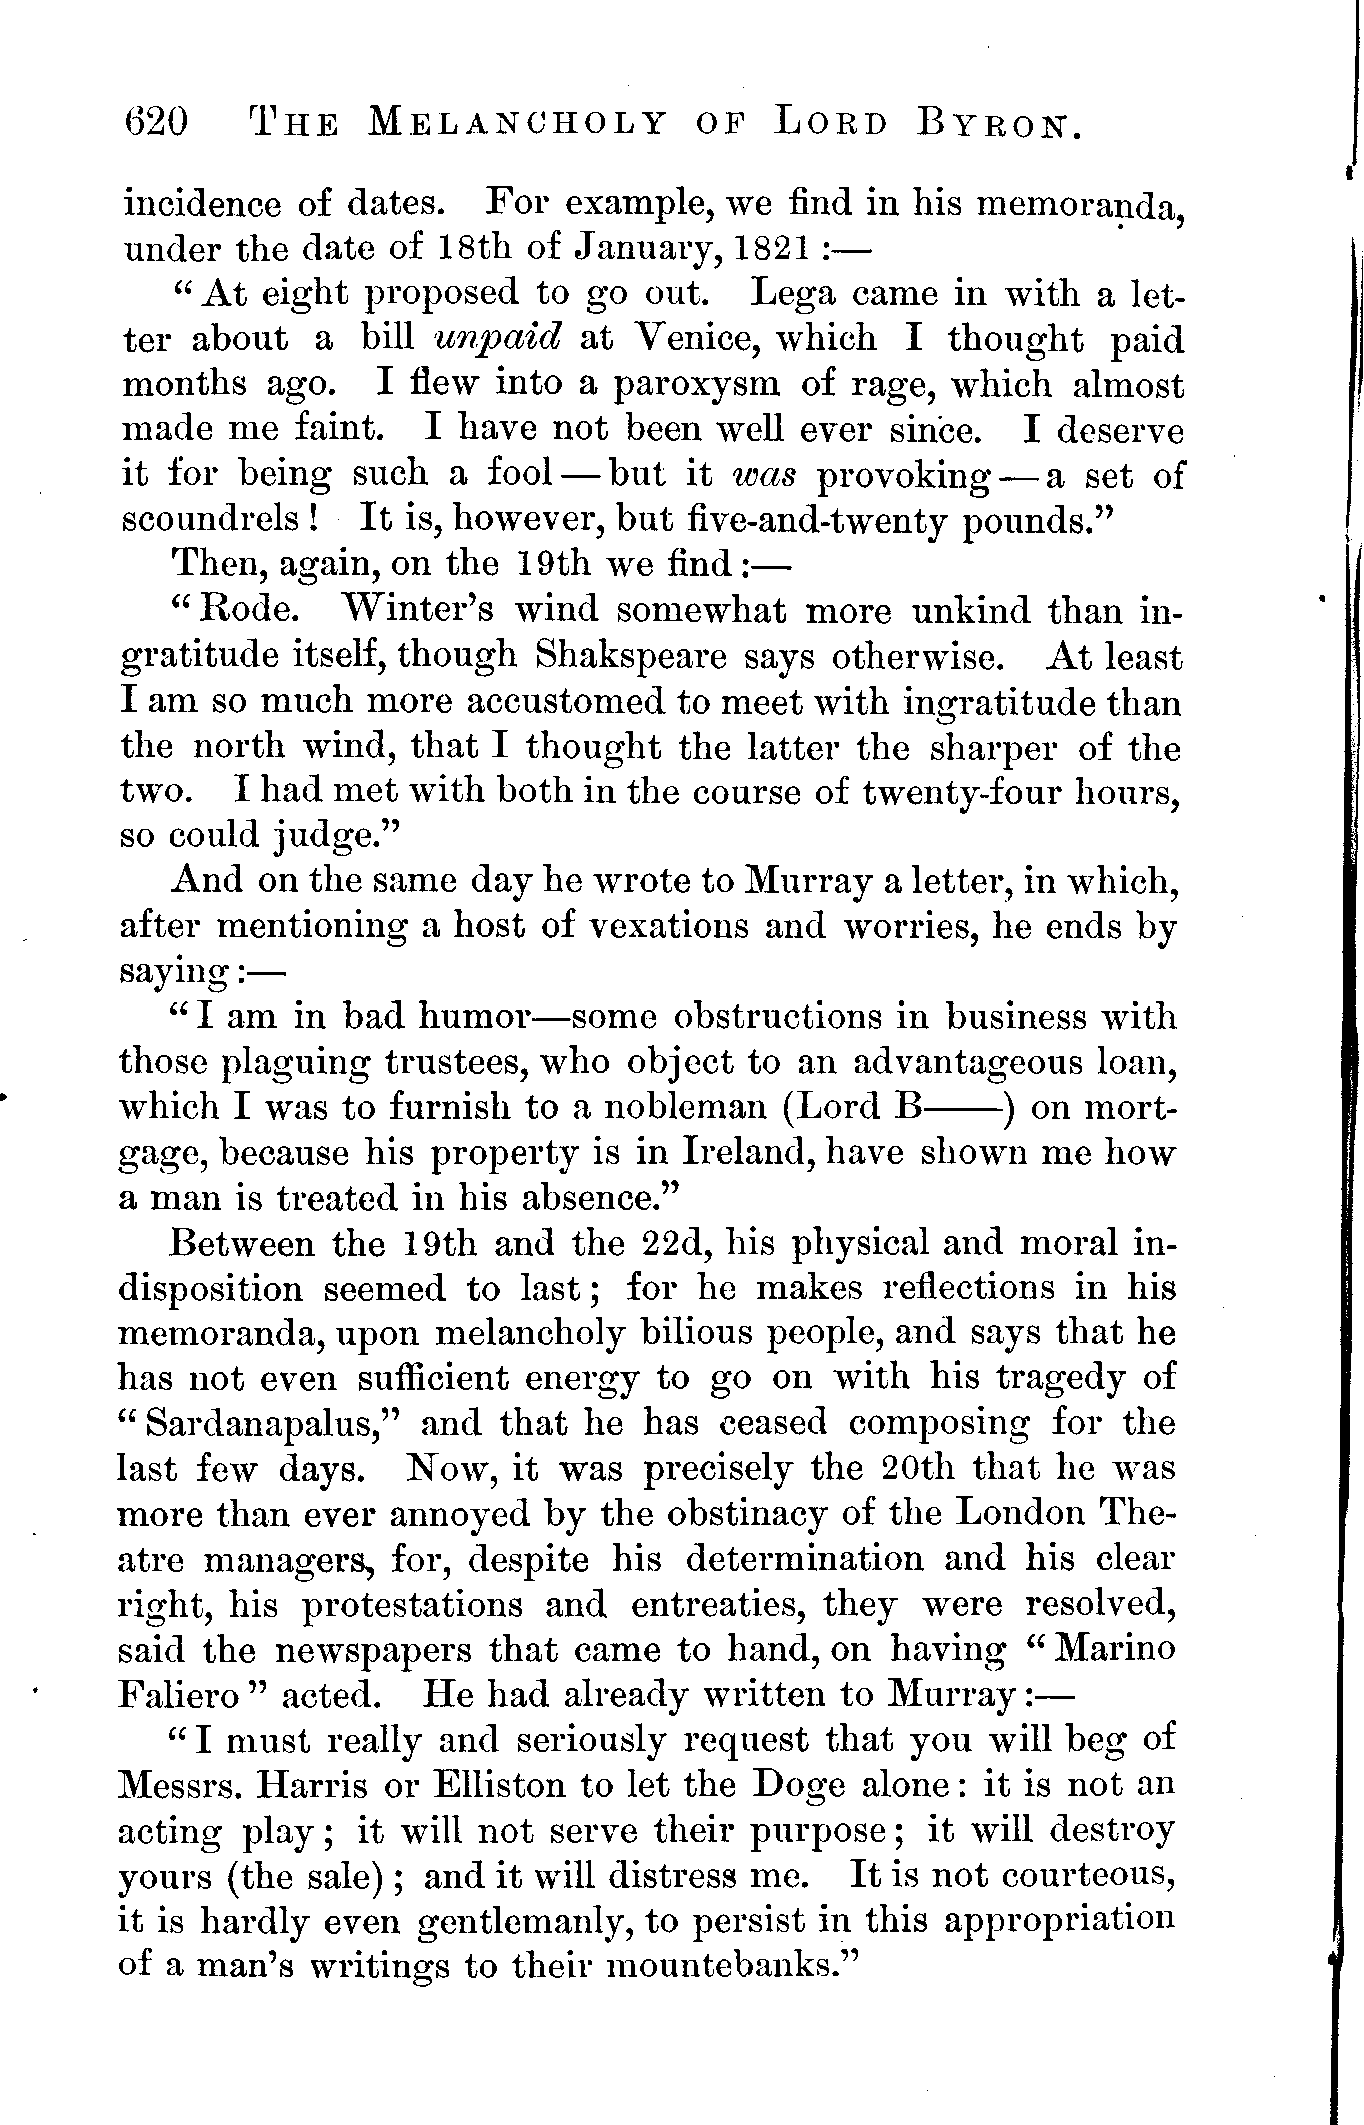 620 THE MELANCHOLY OF LORD BYRON.
incidence of dates. For example, we find in his memoranda,
under the date of 18th of January, 1821 :—
“ At eight proposed to go out. Lega came in with a let-
ter about a bill unpaid at Venice, which I thought paid
months ago. I flew into a paroxysm of rage, which almost
made me faint. I have not been well ever since. I deserve
it for being such a fool — but it was provoking — a set of
scoundrels ! It is, however, but five-and-twenty pounds.”
Then, again, on the 19th we find :—
“ Rode. Winter’s wind somewhat more unkind than in-
gratitude itself, though Shakspeare says otherwise. At least
I am so much more accustomed to meet with ingratitude than
the north wind, that I thought the latter the sharper of the
two. I had met with both in the course of twenty-four hours,
so could judge.”
And on the same day he wrote to Murray a letter, in which,
after mentioning a host of vexations and worries, he ends by
saying :—
“ I am in bad humor—some obstructions in business with
those plaguing trustees, who object to an advantageous loan,
which I was to furnish to a nobleman (Lord B——) on mort-
gage, because his property is in Ireland, have shown me how
a man is treated in his absence.”
Between the 19th and the 22d, his physical and moral in-
disposition seemed to last ; for he makes reflections in his
memoranda, upon melancholy bilious people, and says that he
has not even sufficient energy to go on with his tragedy of
“ Sardanapalus,” and that he has ceased composing for the
last few days. Now, it was precisely the 20th that he was
more than ever annoyed by the obstinacy of the London The-
atre managers, for, despite his determination and his clear
right, his protestations and entreaties, they were resolved,
said the newspapers that came to hand, on having “ Marino
Faliero ” acted. He had already written to Murray :—
“ I must really and seriously request that you will beg of
Messrs. Harris or Elliston to let the Doge alone : it is not an
acting play ; it will not serve their purpose ; it will destroy
yours (the sale) ; and it will distress me. It is not courteous,
it is hardly even gentlemanly, to persist in this appropriation
of a man’s writings to their mountebanks.”